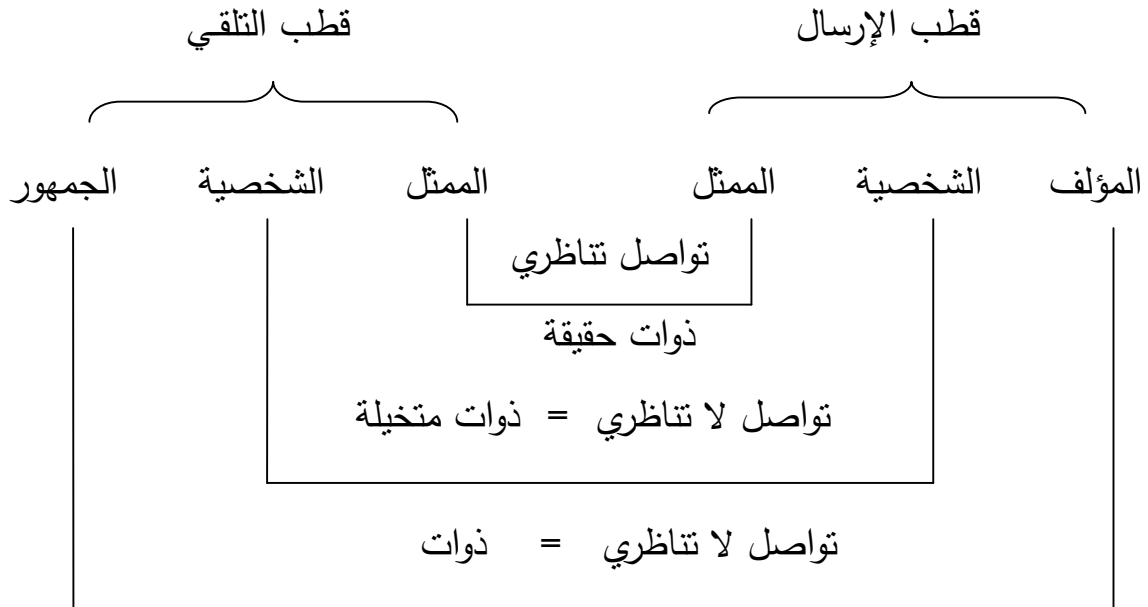 قطب الإرسال قطب التلقي
المؤلف الشخصية الممثل الممثل الشخصية الجمهور
تواصل تناظري
ذوات حقيقة
تواصل لا تناظري = ذوات متخيلة
تواصل لا تناظري = ذوات